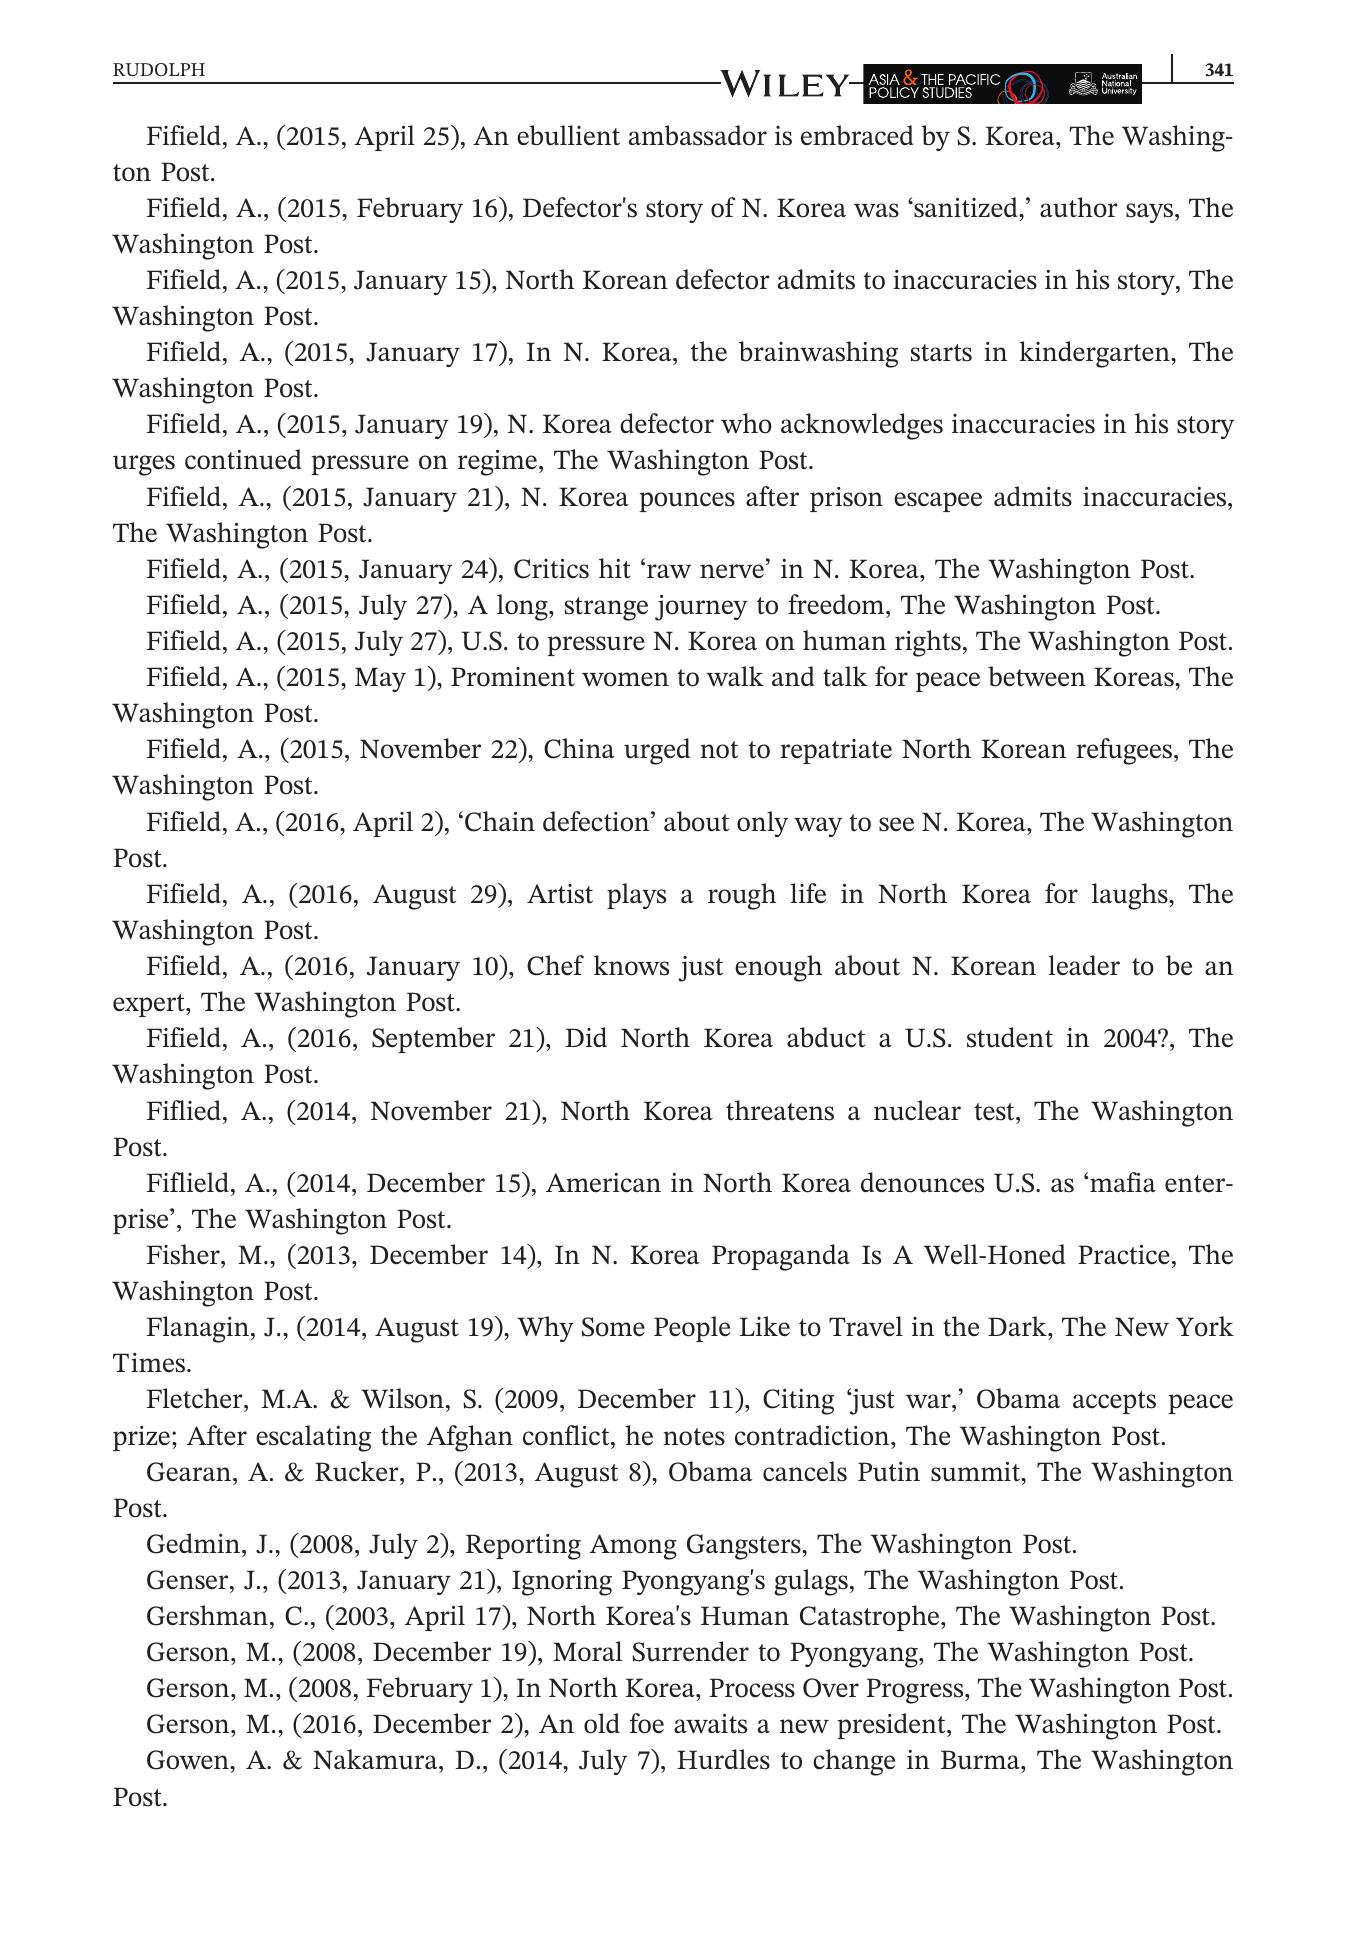 RUDOLPH
WILEY
ASIA & THE PACIFIC
POLICY STUDIES
Australian
National
University
341
Fifield, A., (2015, April 25), An ebullient ambassador is embraced by S. Korea, The Washing-
ton Post.
Fifield, A., (2015, February 16), Defector's story of N. Korea was ‘sanitized,’ author says, The
Washington Post.
Fifield, A., (2015, January 15), North Korean defector admits to inaccuracies in his story, The
Washington Post.
Fifield, A., (2015, January 17), In N. Korea, the brainwashing starts in kindergarten, The
Washington Post.
Fifield, A., (2015, January 19), N. Korea defector who acknowledges inaccuracies in his story
urges continued pressure on regime, The Washington Post.
Fifield, A., (2015, January 21), N. Korea pounces after prison escapee admits inaccuracies,
The Washington Post.
Fifield, A., (2015, January 24), Critics hit ‘raw nerve’ in N. Korea, The Washington Post.
Fifield, A., (2015, July 27), A long, strange journey to freedom, The Washington Post.
Fifield, A., (2015, July 27), U.S. to pressure N. Korea on human rights, The Washington Post.
Fifield, A., (2015, May 1), Prominent women to walk and talk for peace between Koreas, The
Washington Post.
Fifield, A., (2015, November 22), China urged not to repatriate North Korean refugees, The
Washington Post.
Fifield, A., (2016, April 2), ‘Chain defection’ about only way to see N. Korea, The Washington
Post.
Fifield, A., (2016, August 29), Artist plays a rough life in North Korea for laughs, The
Washington Post.
Fifield, A., (2016, January 10), Chef knows just enough about N. Korean leader to be an
expert, The Washington Post.
Fifield, A., (2016, September 21), Did North Korea abduct a U.S. student in 2004?, The
Washington Post.
Fiflied, A., (2014, November 21), North Korea threatens a nuclear test, The Washington
Post.
Fiflield, A., (2014, December 15), American in North Korea denounces U.S. as ‘mafia enter-
prise’, The Washington Post.
Fisher, M., (2013, December 14), In N. Korea Propaganda Is A Well-Honed Practice, The
Washington Post.
Flanagin, J., (2014, August 19), Why Some People Like to Travel in the Dark, The New York
Times.
Fletcher, M.A. & Wilson, S. (2009, December 11), Citing ‘just war,’ Obama accepts peace
prize; After escalating the Afghan conflict, he notes contradiction, The Washington Post.
Gearan, A. & Rucker, P., (2013, August 8), Obama cancels Putin summit, The Washington
Post.
Gedmin, J., (2008, July 2), Reporting Among Gangsters, The Washington Post.
Genser, J., (2013, January 21), Ignoring Pyongyang's gulags, The Washington Post.
Gershman, C., (2003, April 17), North Korea's Human Catastrophe, The Washington Post.
Gerson, M., (2008, December 19), Moral Surrender to Pyongyang, The Washington Post.
Gerson, M., (2008, February 1), In North Korea, Process Over Progress, The Washington Post.
Gerson, M., (2016, December 2), An old foe awaits a new president, The Washington Post.
Gowen, A. & Nakamura, D., (2014, July 7), Hurdles to change in Burma, The Washington
Post.